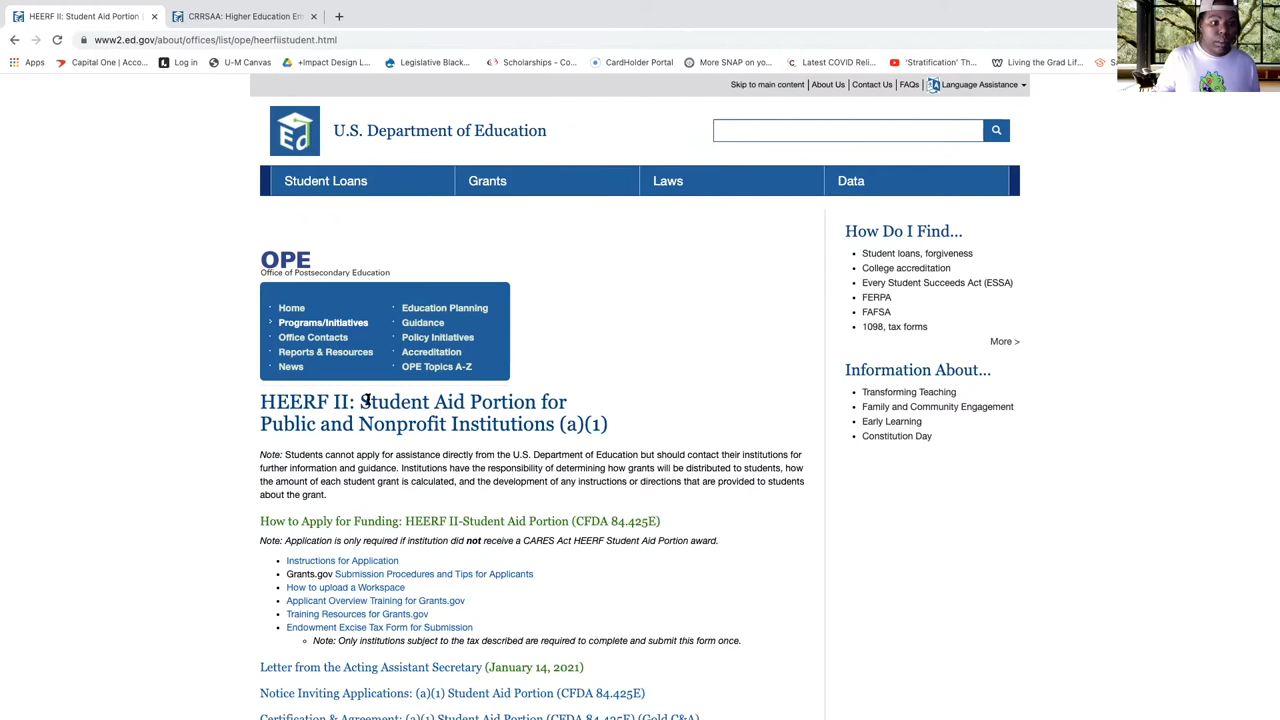 HEERF II: Student Aid Portion
CRRSAA: Higher Education Em
www2.ed.gov/about/offices/list/ope/heerfiistudent.html
Apps
Capital One | Acco...
Log in
U-M Canvas
+Impact Design L...
Legislative Black...
Scholarships - Co...
CardHolder Portal
More SNAP on yo...
Latest COVID Reli...
'Stratification' Th...
Living the Grad Lif...
Skip to main content | About Us | Contact Us | FAQs | Language Assistance
Ed
U.S. Department of Education
Student Loans
Grants
Laws
Data
OPE
Office of Postsecondary Education
Home
Programs/Initiatives
Office Contacts
Reports & Resources
News
Education Planning
Guidance
Policy Initiatives
Accreditation
OPE Topics A-Z
HEERF II: Student Aid Portion for
Public and Nonprofit Institutions (a)(1)
Note: Students cannot apply for assistance directly from the U.S. Department of Education but should contact their institutions for
further information and guidance. Institutions have the responsibility of determining how grants will be distributed to students, how
the amount of each student grant is calculated, and the development of any instructions or directions that are provided to students
about the grant.
How to Apply for Funding: HEERF II-Student Aid Portion (CFDA 84.425E)
Note: Application is only required if institution did not receive a CARES Act HEERF Student Aid Portion award.
Instructions for Application
Grants.gov Submission Procedures and Tips for Applicants
How to upload a Workspace
Applicant Overview Training for Grants.gov
Training Resources for Grants.gov
Endowment Excise Tax Form for Submission
Note: Only institutions subject to the tax described are required to complete and submit this form once.
Letter from the Acting Assistant Secretary (January 14, 2021)
Notice Inviting Applications: (a)(1) Student Aid Portion (CFDA 84.425E)
Certification & Agreement: (a)(1) Student Aid Portion (CFDA 84.425E) (Gold C&A)
How Do I Find...
Student loans, forgiveness
College accreditation
Every Student Succeeds Act (ESSA)
FERPA
FAFSA
1098, tax forms
More >
Information About...
Transforming Teaching
Family and Community Engagement
Early Learning
Constitution Day